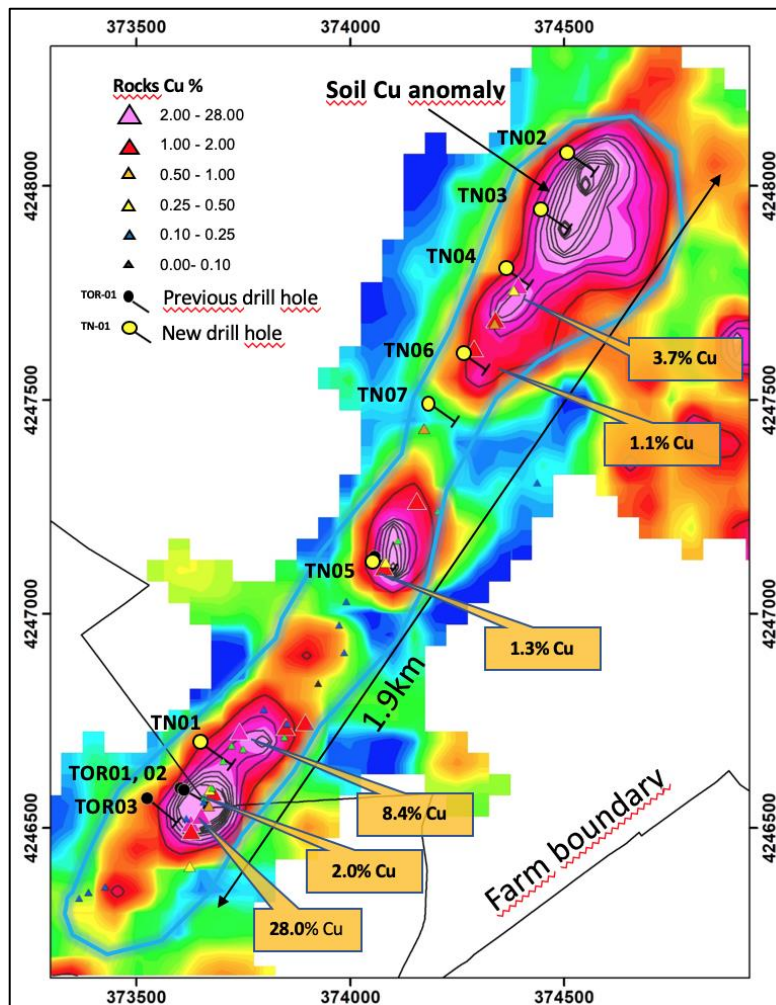 373500 374000 374500
Rocks Cu %
2.00 - 28.00
1.00 - 2.00
0.50 - 1.00
0.25 - 0.50
0.10 - 0.25
0.00- 0.10
TOR-01 Previous drill hole
TN-01 New drill hole
Soil Cu anomaly
TN02
4248000 4248000
TN03
TN04
3.7% Cu
TN06
4247500 4247500
TN07
1.1% Cu
TN05
4247000 4247000
1.3% Cu
1.9km
TN01
TOR01, 02
TOR03
8.4% Cu
4246500 4246500
2.0% Cu
Farm boundary
28.0% Cu
373500 374000 374500